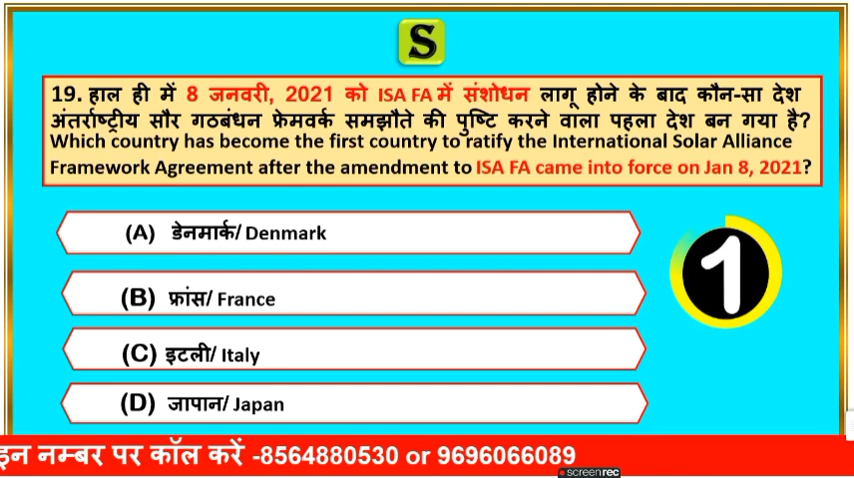 S
19. हाल ही में 8 जनवरी, 2021 को ISA FA में संशोधन लागू होने के बाद कौन-सा देश
अंतर्राष्ट्रीय सौर गठबंधन फ्रेमवर्क समझौते की पुष्टि करने वाला पहला देश बन गया है?
Which country has become the first country to ratify the International Solar Alliance
Framework Agreement after the amendment to ISA FA came into force on Jan 8, 2021?
(A) डेनमार्क/ Denmark
(B) फ्रांस/ France
1
(C) इटली/ Italy
(D) जापान/ Japan
इन नम्बर पर कॉल करें -8564880530 or 9696066089
screenrec